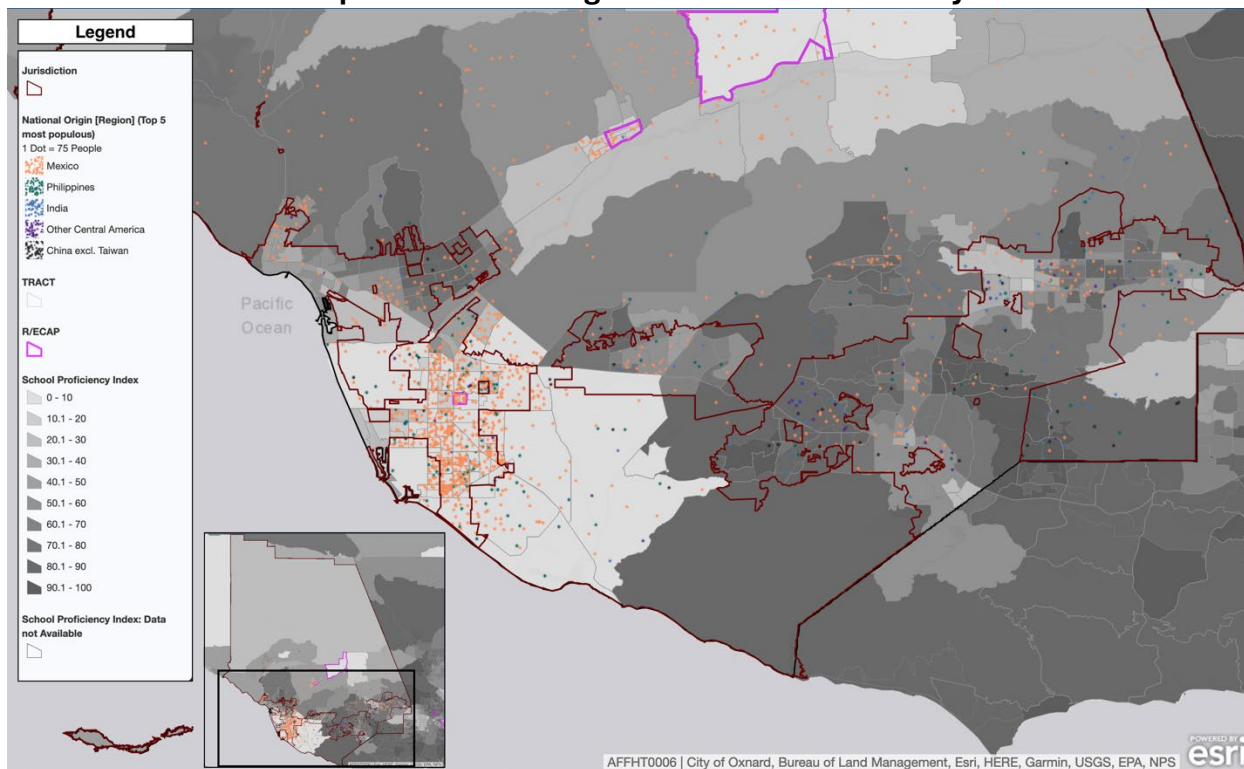 Legend
Jurisdiction
National Origin [Region] (Top 5
most populous)
1 Dot = 75 People
Mexico
Philippines
India
Other Central America
China excl. Taiwan
TRACT
R/ECAP
School Proficiency Index
0 - 10
10.1 - 20
20.1 - 30
30.1 - 40
40.1 - 50
50.1 - 60
60.1 - 70
70.1 - 80
80.1 - 90
90.1 - 100
School Proficiency Index: Data
not Available
Pacific
Ocean
AFFHT0006 | City of Oxnard, Bureau of Land Management, Esri, HERE, Garmin, USGS, EPA, NPS
POWERED BY
esri